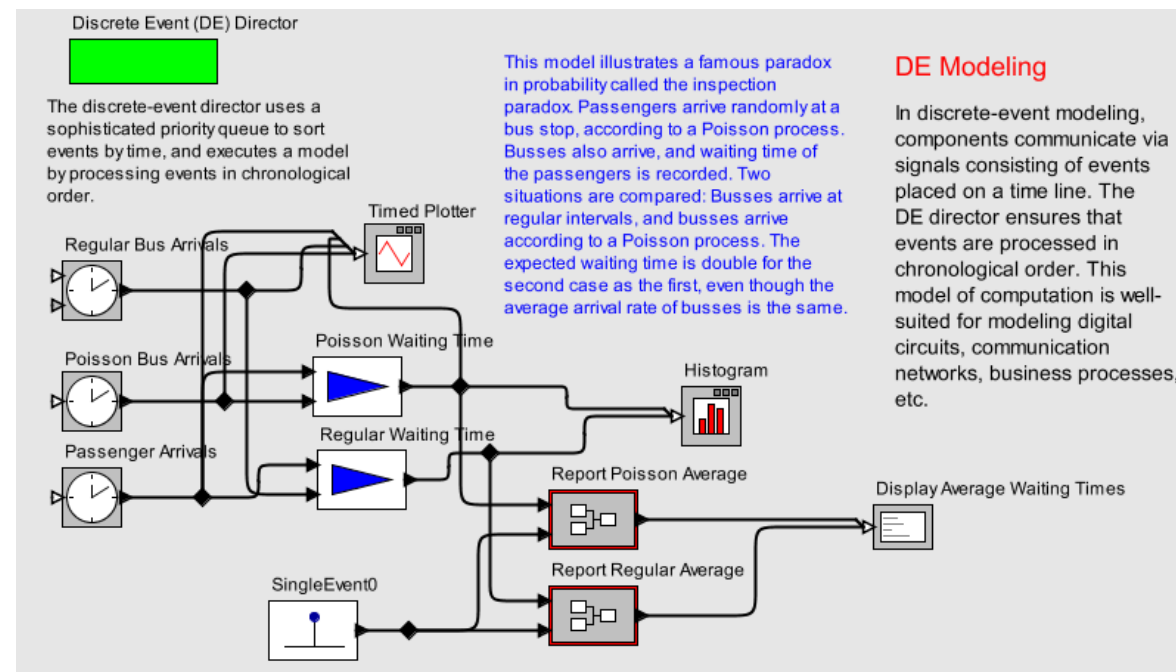 Discrete Event (DE) Director
The discrete-event director uses a
sophisticated priority queue to sort
events by time, and executes a model
by processing events in chronological
order.
This model illustrates a famous paradox
in probability called the inspection
paradox. Passengers arrive randomly at a
bus stop, according to a Poisson process.
Busses also arrive, and waiting time of
the passengers is recorded. Two
situations are compared: Busses arrive at
regular intervals, and busses arrive
according to a Poisson process. The
expected waiting time is double for the
second case as the first, even though the
average arrival rate of busses is the same.
DE Modeling
In discrete-event modeling,
components communicate via
signals consisting of events
placed on a time line. The
DE director ensures that
events are processed in
chronological order. This
model of computation is well-
suited for modeling digital
circuits, communication
networks, business processes,
etc.
Timed Plotter
Regular Bus Arrivals
Poisson Waiting Time
Poisson Bus Arrivals
Histogram
Regular Waiting Time
Passenger Arrivals
Report Poisson Average
Display Average Waiting Times
Report Regular Average
SingleEvent0